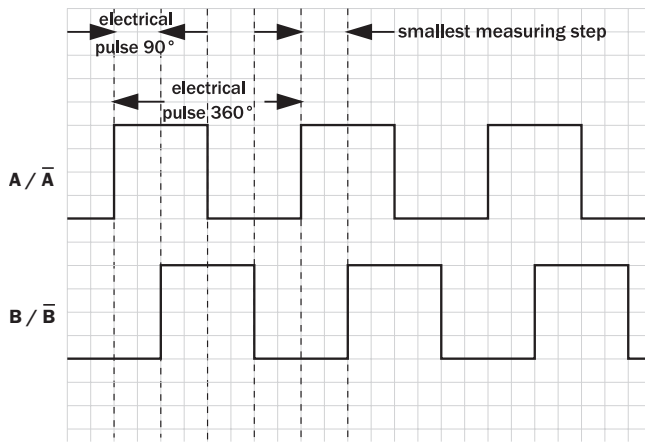 electrical
pulse 90°
smallest measuring step
electrical
pulse 360°
A / A̅
B / B̅